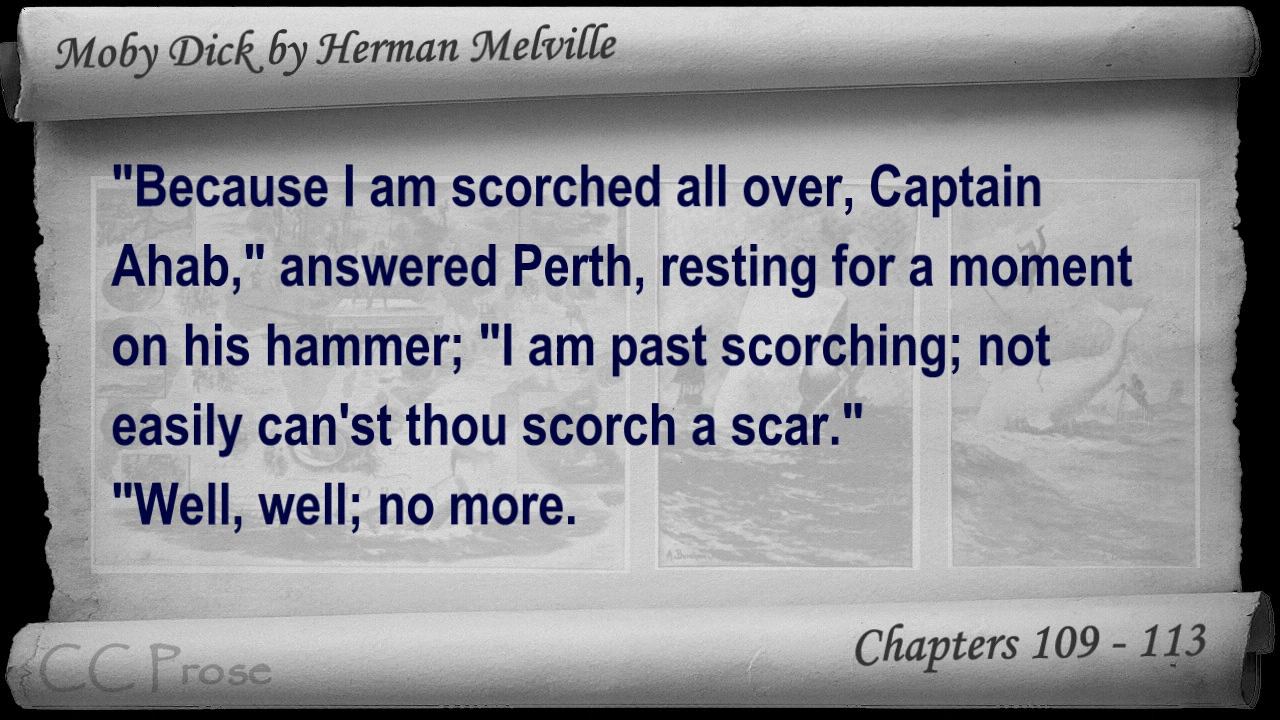 Moby Dick by Herman Melville
"Because I am scorched all over, Captain
Ahab," answered Perth, resting for a moment
on his hammer; "I am past scorching; not
easily can'st thou scorch a scar."
"Well, well; no more.
Chapters 109 - 113
CC Prose